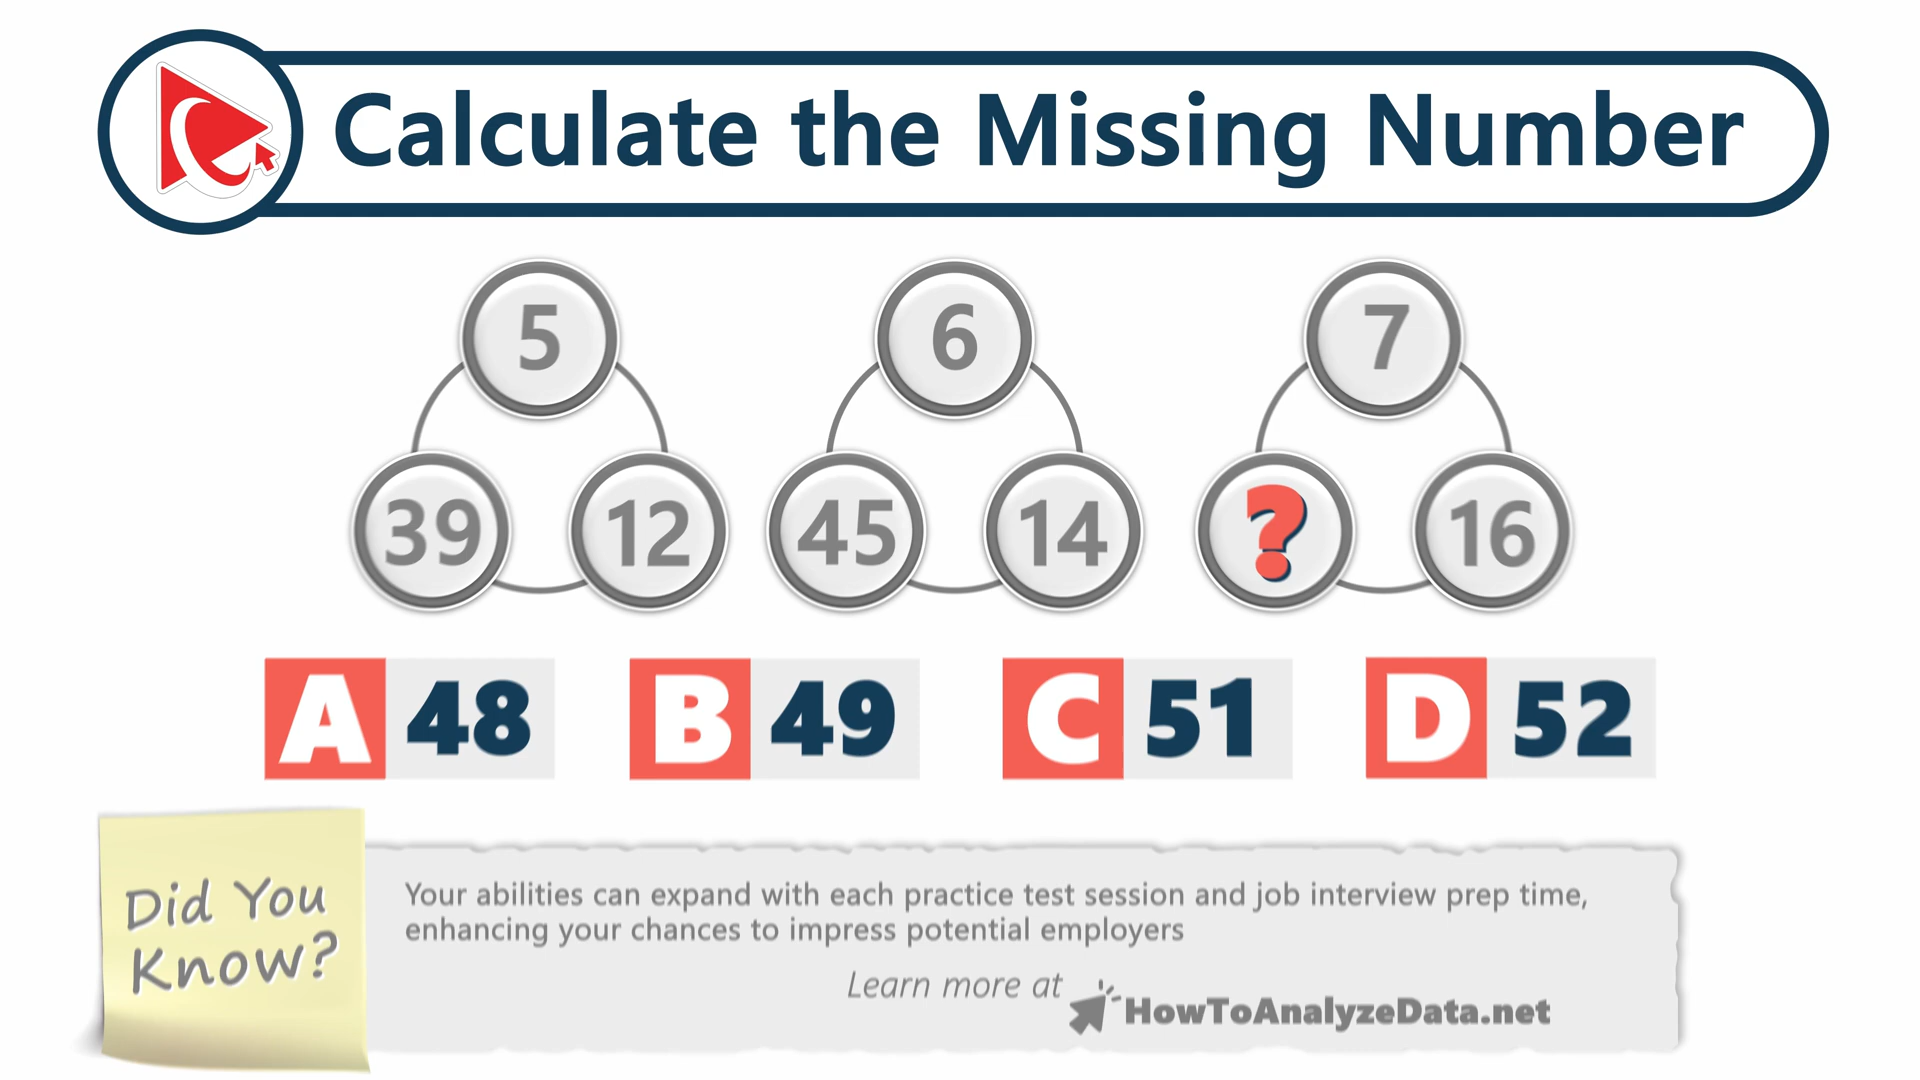 Calculate the Missing Number
5 6 7
39 12 45 14 ? 16
A 48 B 49 C 51 D 52
Did You
Know?
Your abilities can expand with each practice test session and job interview prep time,
enhancing your chances to impress potential employers
Learn more at HowToAnalyzeData.net